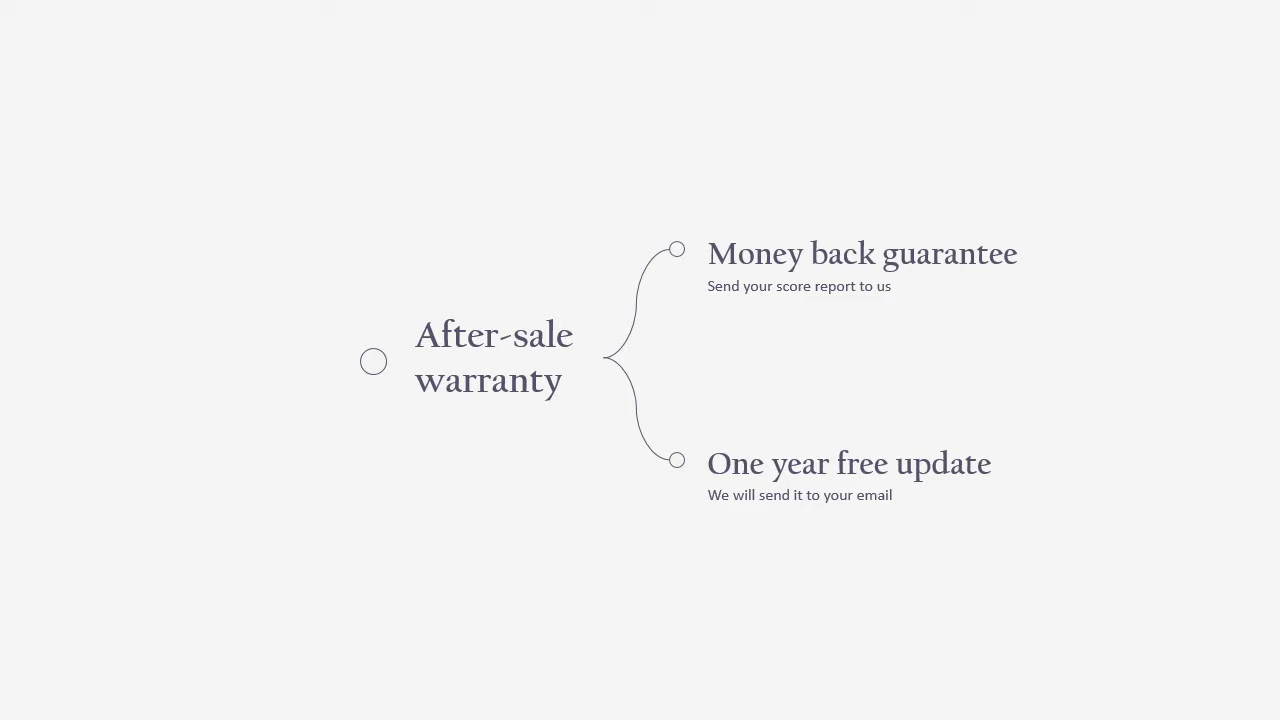 After-sale
warranty
Money back guarantee
Send your score report to us
One year free update
We will send it to your email